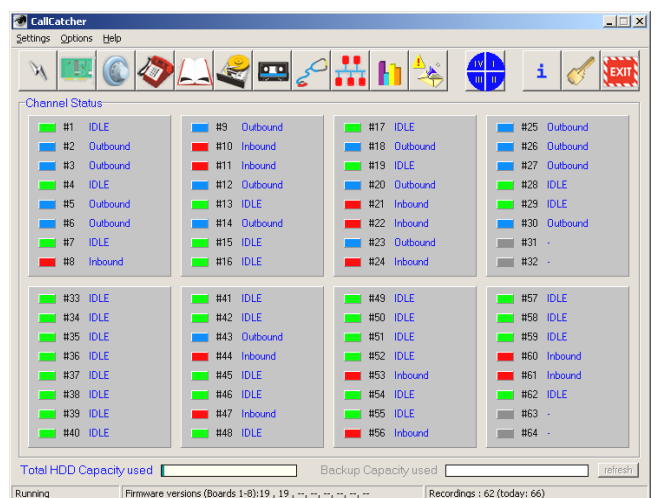 CallCatcher
Settings Options Help
IV I
III II
i
EXIT
Channel Status
#1 IDLE
#2 Outbound
#3 Outbound
#4 IDLE
#5 Outbound
#6 Outbound
#7 IDLE
#8 Inbound
#9 Outbound
#10 Inbound
#11 Inbound
#12 Outbound
#13 IDLE
#14 Outbound
#15 IDLE
#16 IDLE
#17 IDLE
#18 Outbound
#19 IDLE
#20 Outbound
#21 Inbound
#22 Inbound
#23 Outbound
#24 Inbound
#25 Outbound
#26 Outbound
#27 Outbound
#28 IDLE
#29 IDLE
#30 Outbound
#31 -
#32 -
#33 IDLE
#34 IDLE
#35 IDLE
#36 IDLE
#37 IDLE
#38 IDLE
#39 IDLE
#40 IDLE
#41 IDLE
#42 IDLE
#43 Outbound
#44 Inbound
#45 IDLE
#46 IDLE
#47 Inbound
#48 IDLE
#49 IDLE
#50 IDLE
#51 IDLE
#52 IDLE
#53 Inbound
#54 IDLE
#55 IDLE
#56 Inbound
#57 IDLE
#58 IDLE
#59 IDLE
#60 Inbound
#61 Inbound
#62 IDLE
#63 -
#64 -
Total HDD Capacity used
Backup Capacity used
refresh
Running
Firmware versions (Boards 1-8):19 , 19 , --, --, --, --, --, --
Recordings : 62 (today: 66)